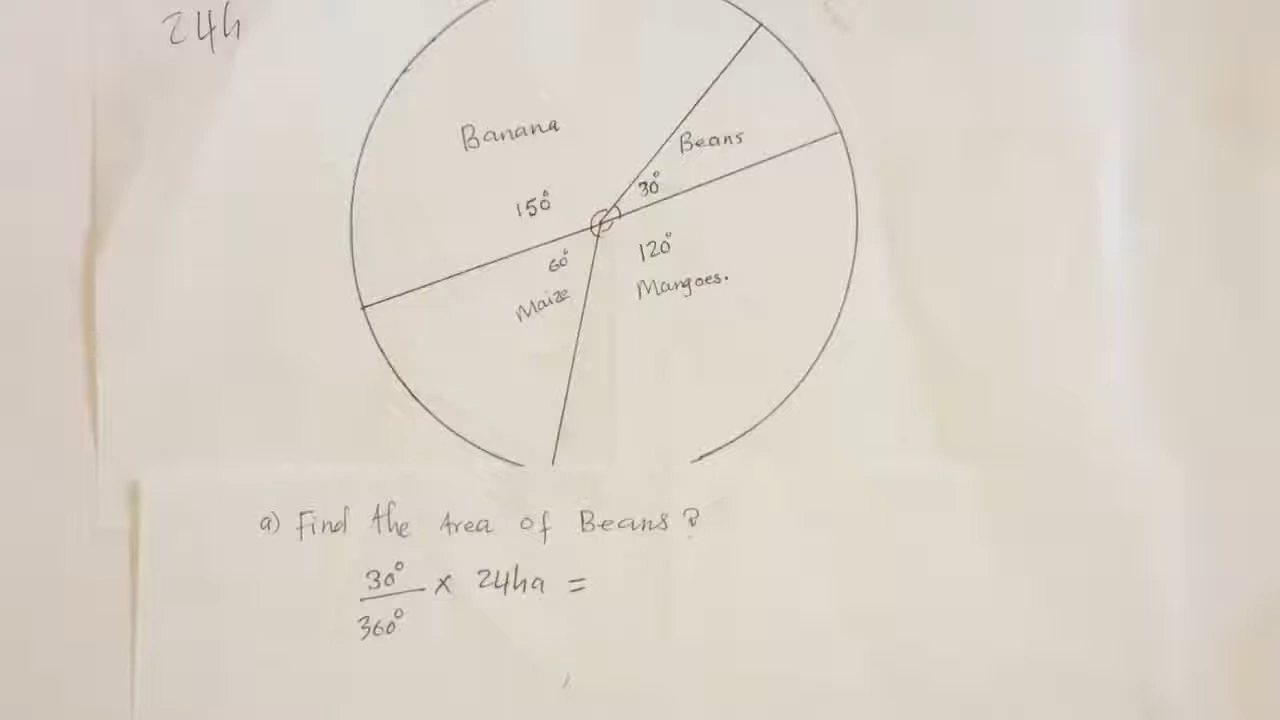 24h
Banana
Beans
30°
150°
120°
60°
Mangoes.
Maize
a) Find the Area of Beans?
30°
360°
x 24ha =